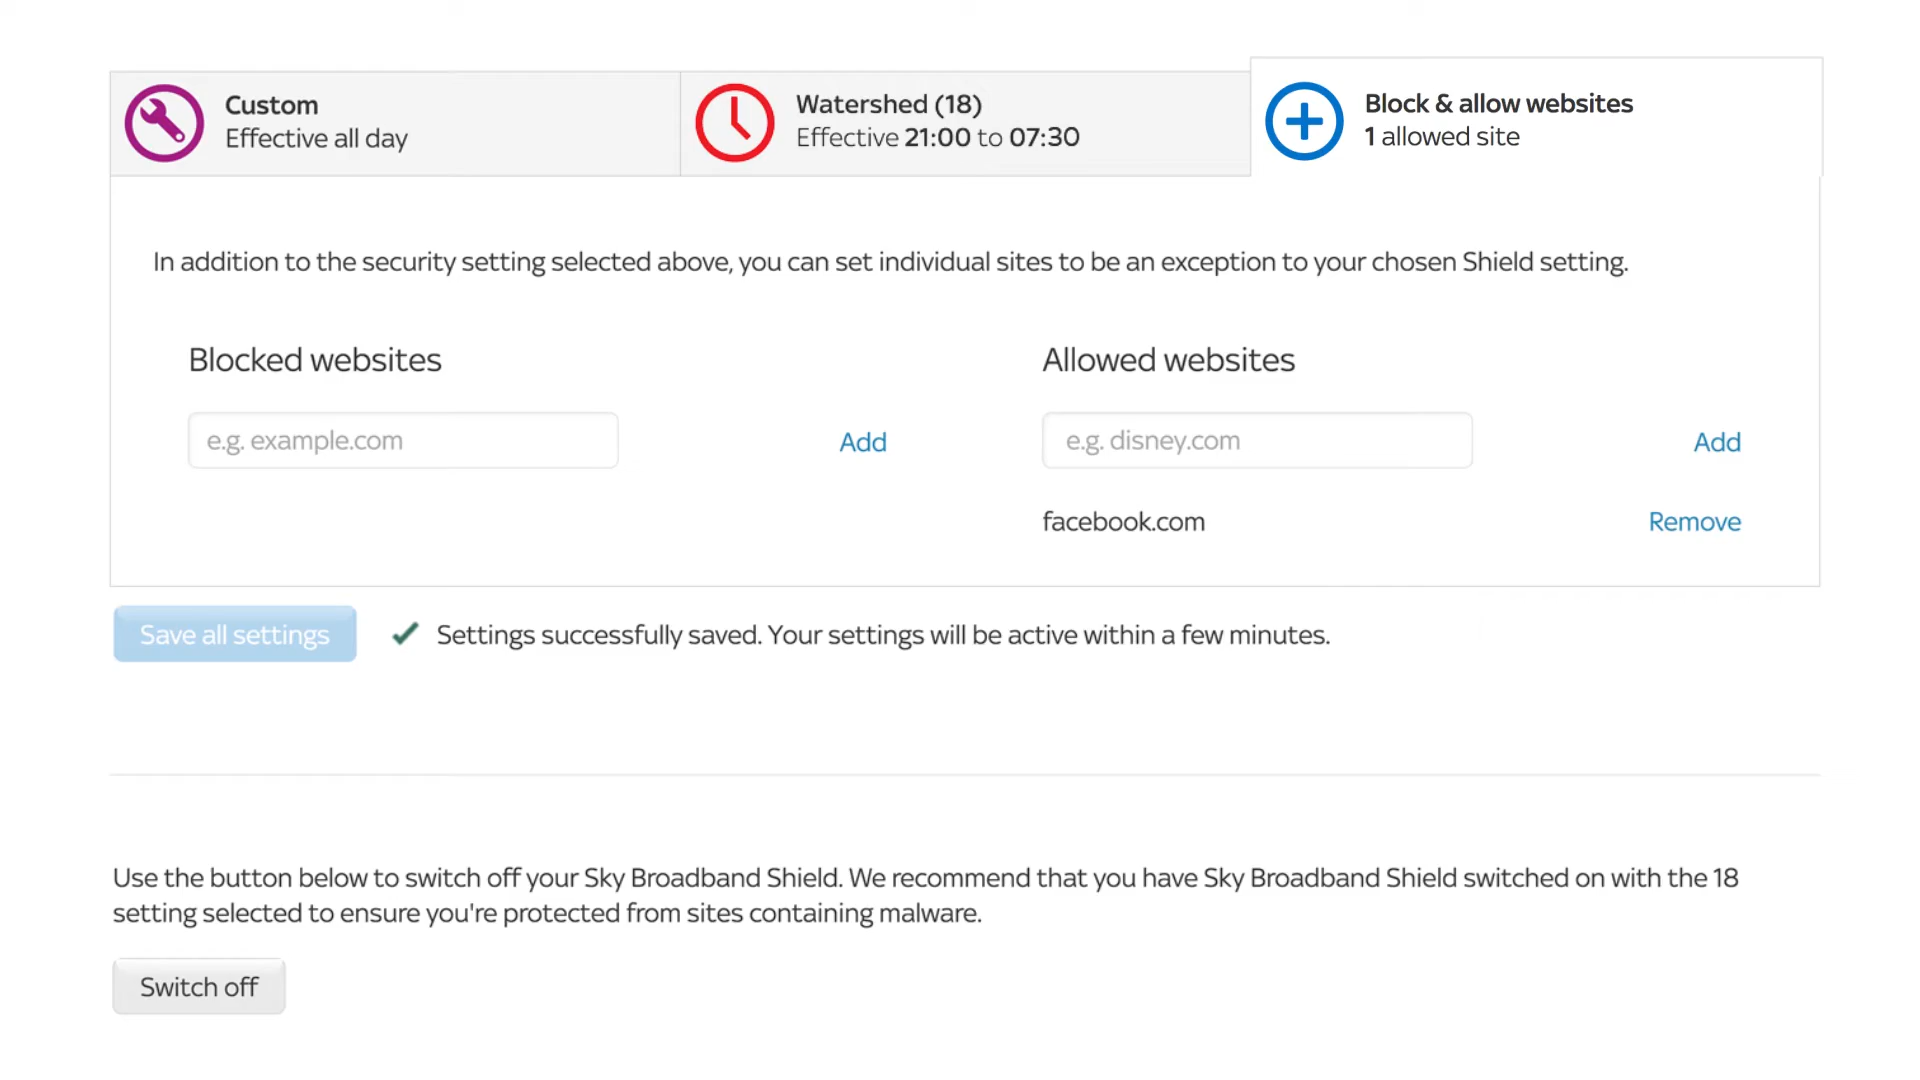 Custom
Effective all day
Watershed (18)
Effective 21:00 to 07:30
Block & allow websites
1 allowed site
In addition to the security setting selected above, you can set individual sites to be an exception to your chosen Shield setting.
Blocked websites
Allowed websites
e.g. example.com
Add
e.g. disney.com
Add
facebook.com
Remove
Save all settings
Settings successfully saved. Your settings will be active within a few minutes.
Use the button below to switch off your Sky Broadband Shield. We recommend that you have Sky Broadband Shield switched on with the 18
setting selected to ensure you're protected from sites containing malware.
Switch off